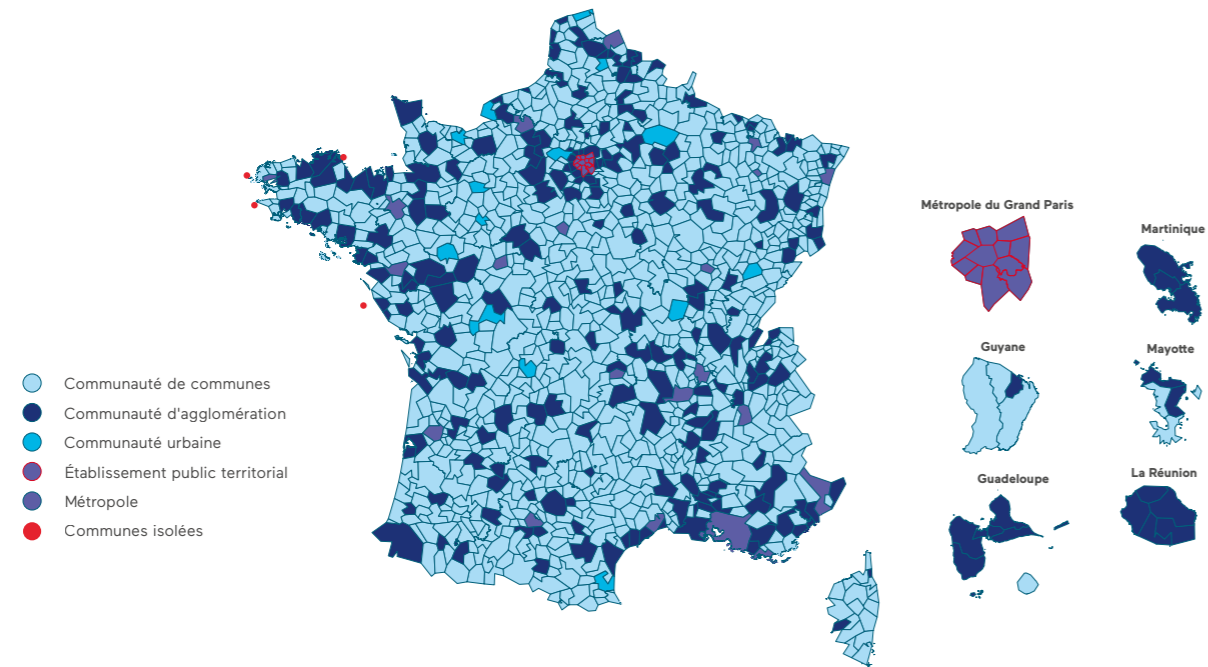 Métropole du Grand Paris
Martinique
Guyane
Mayotte
Guadeloupe
La Réunion
Communauté de communes
Communauté d'agglomération
Communauté urbaine
Établissement public territorial
Métropole
Communes isolées